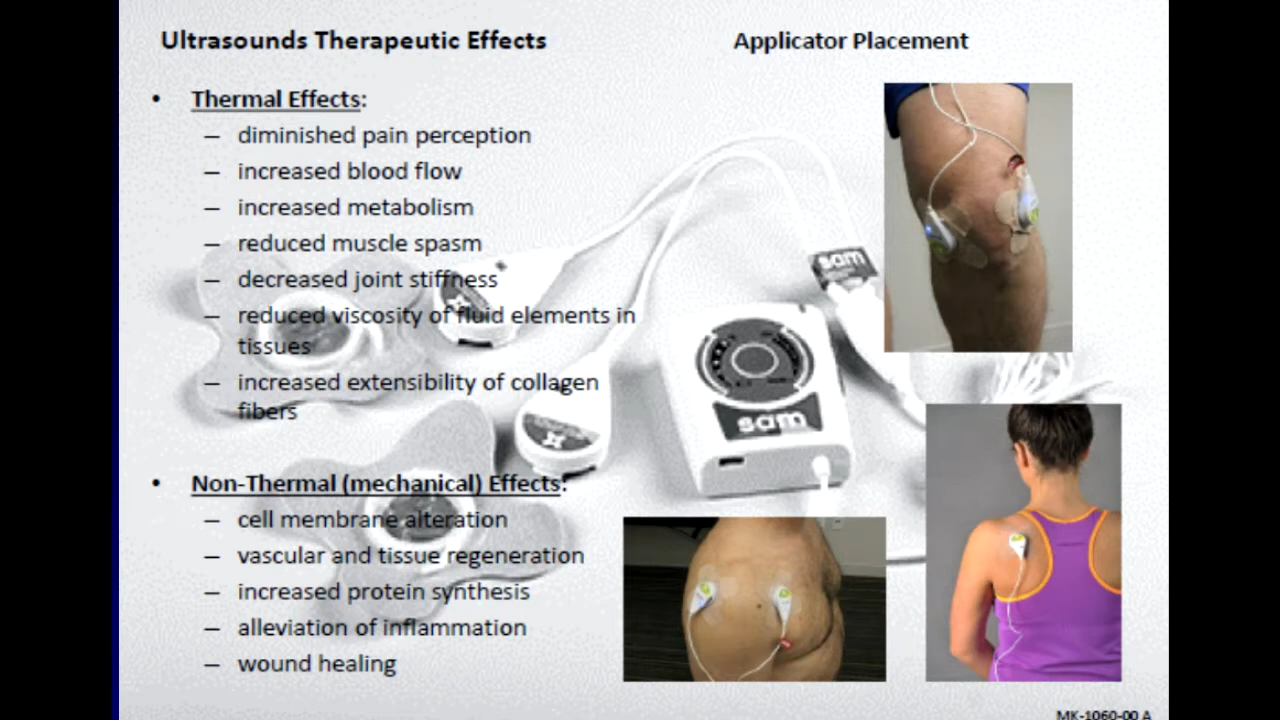 Ultrasounds Therapeutic Effects
Applicator Placement
• Thermal Effects:
– diminished pain perception
– increased blood flow
– increased metabolism
– reduced muscle spasm
– decreased joint stiffness
– reduced viscosity of fluid elements in
tissues
– increased extensibility of collagen
fibers
• Non-Thermal (mechanical) Effects:
– cell membrane alteration
– vascular and tissue regeneration
– increased protein synthesis
– alleviation of inflammation
– wound healing
sam
sam
MK-1060-00 A